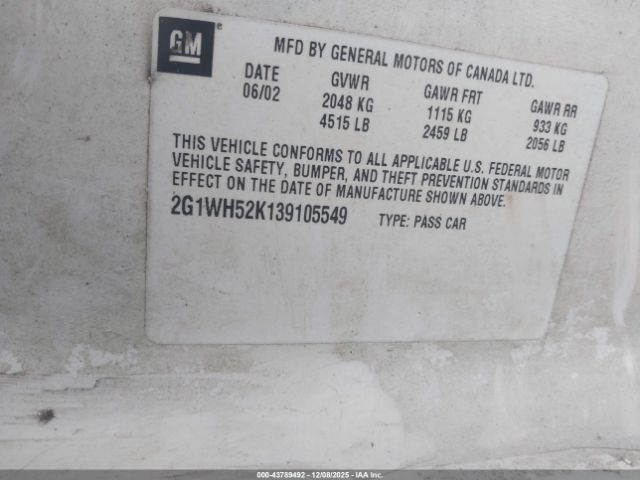 GM ®
MFD BY GENERAL MOTORS OF CANADA LTD.
DATE GVWR GAWR FRT GAWR RR
06/02 2048 KG 1115 KG 933 KG
4515 LB 2459 LB 2056 LB
THIS VEHICLE CONFORMS TO ALL APPLICABLE U.S. FEDERAL MOTOR
VEHICLE SAFETY, BUMPER, AND THEFT PREVENTION STANDARDS IN
EFFECT ON THE DATE OF MANUFACTURE SHOWN ABOVE.
2G1WH52K139105549 TYPE: PASS CAR
© Owner - 43789492 - 12/08/2025 - IAA Inc.